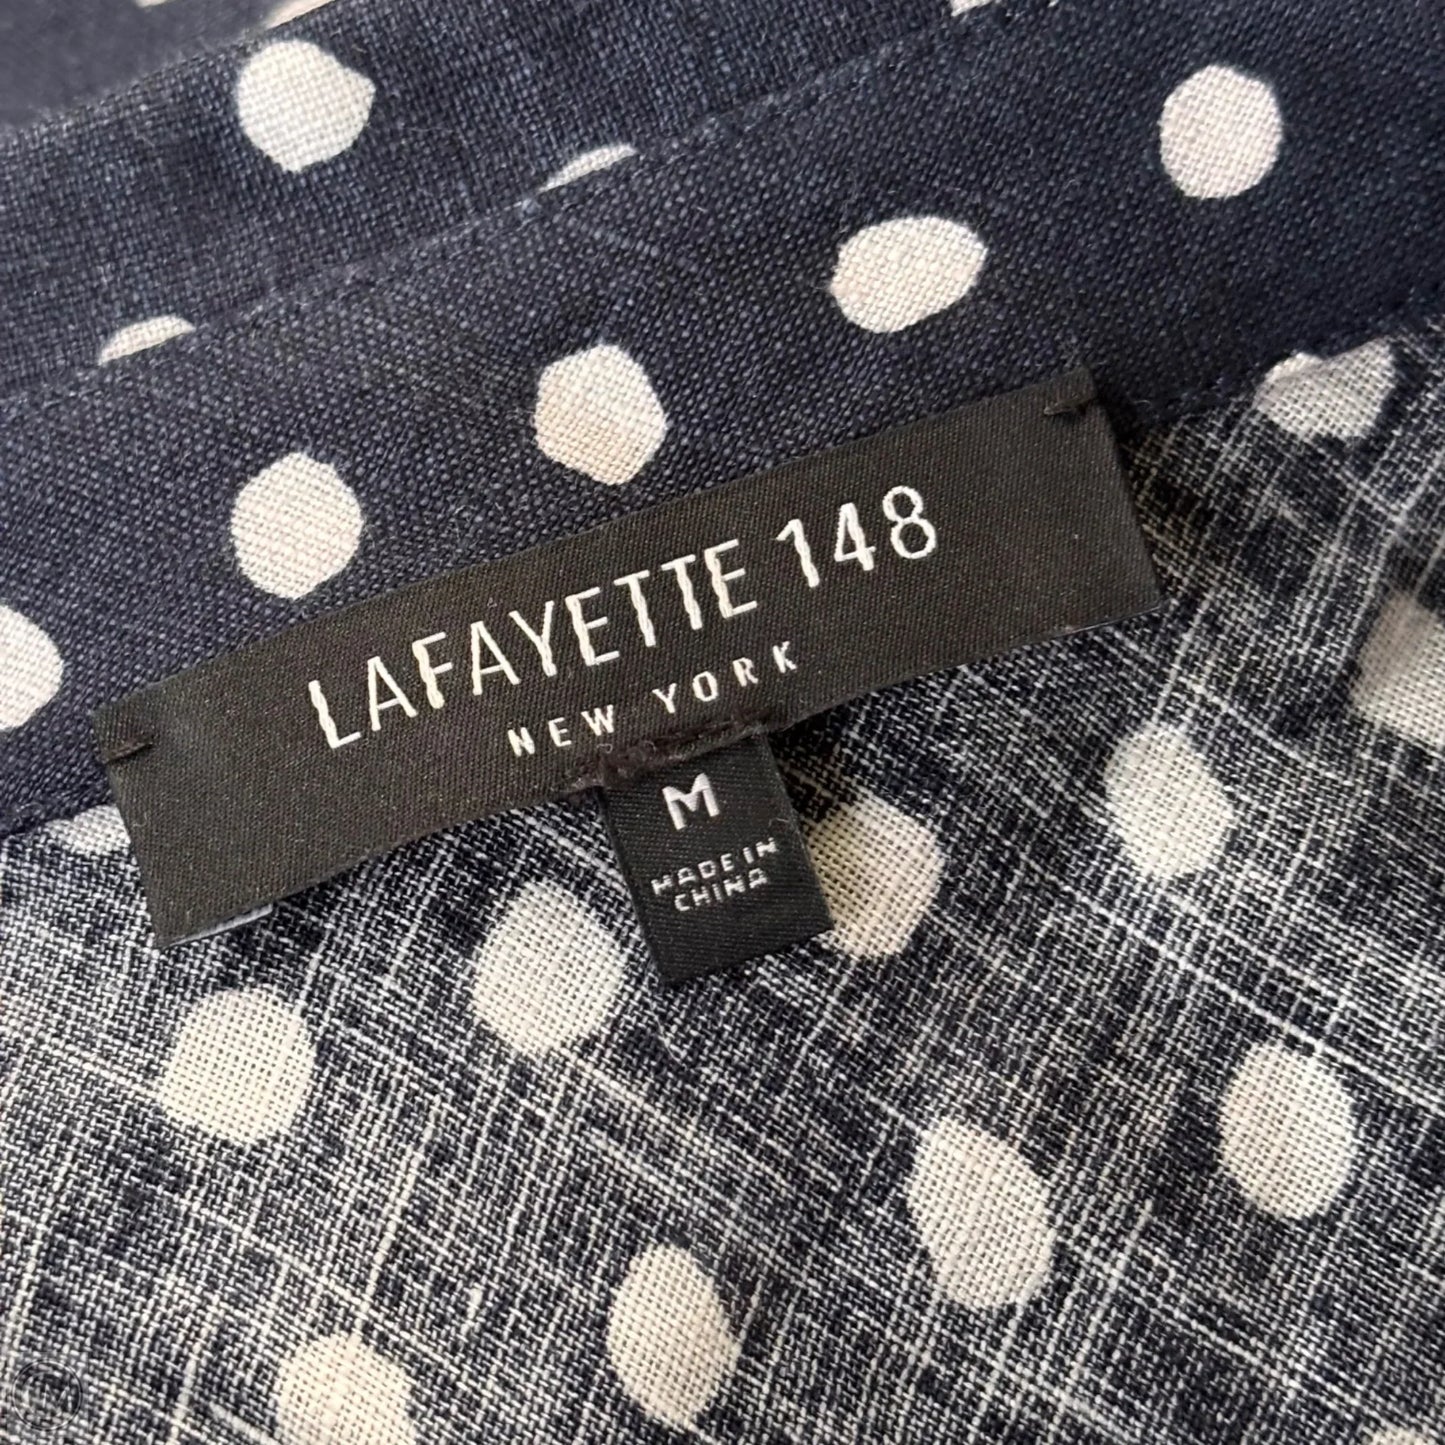 LAFAYETTE 148
NEW YORK
M
MADE IN
CHINA